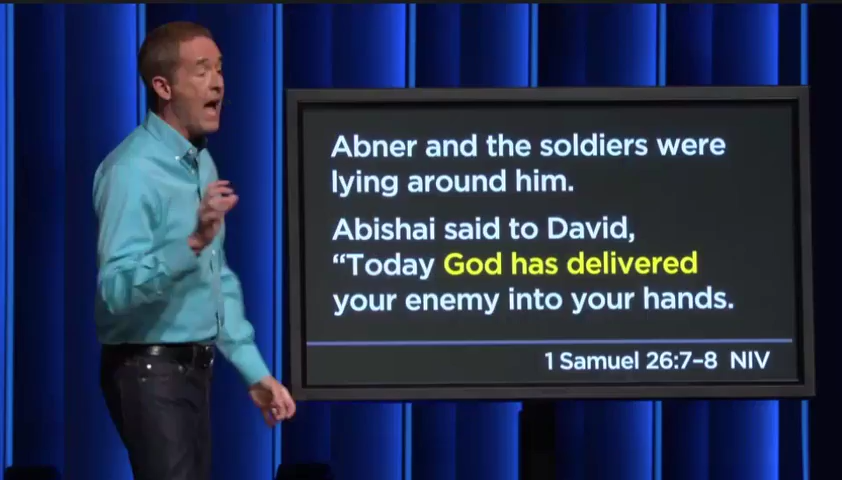 Abner and the soldiers were
lying around him.
Abishai said to David,
“Today God has delivered
your enemy into your hands.
1 Samuel 26:7–8 NIV